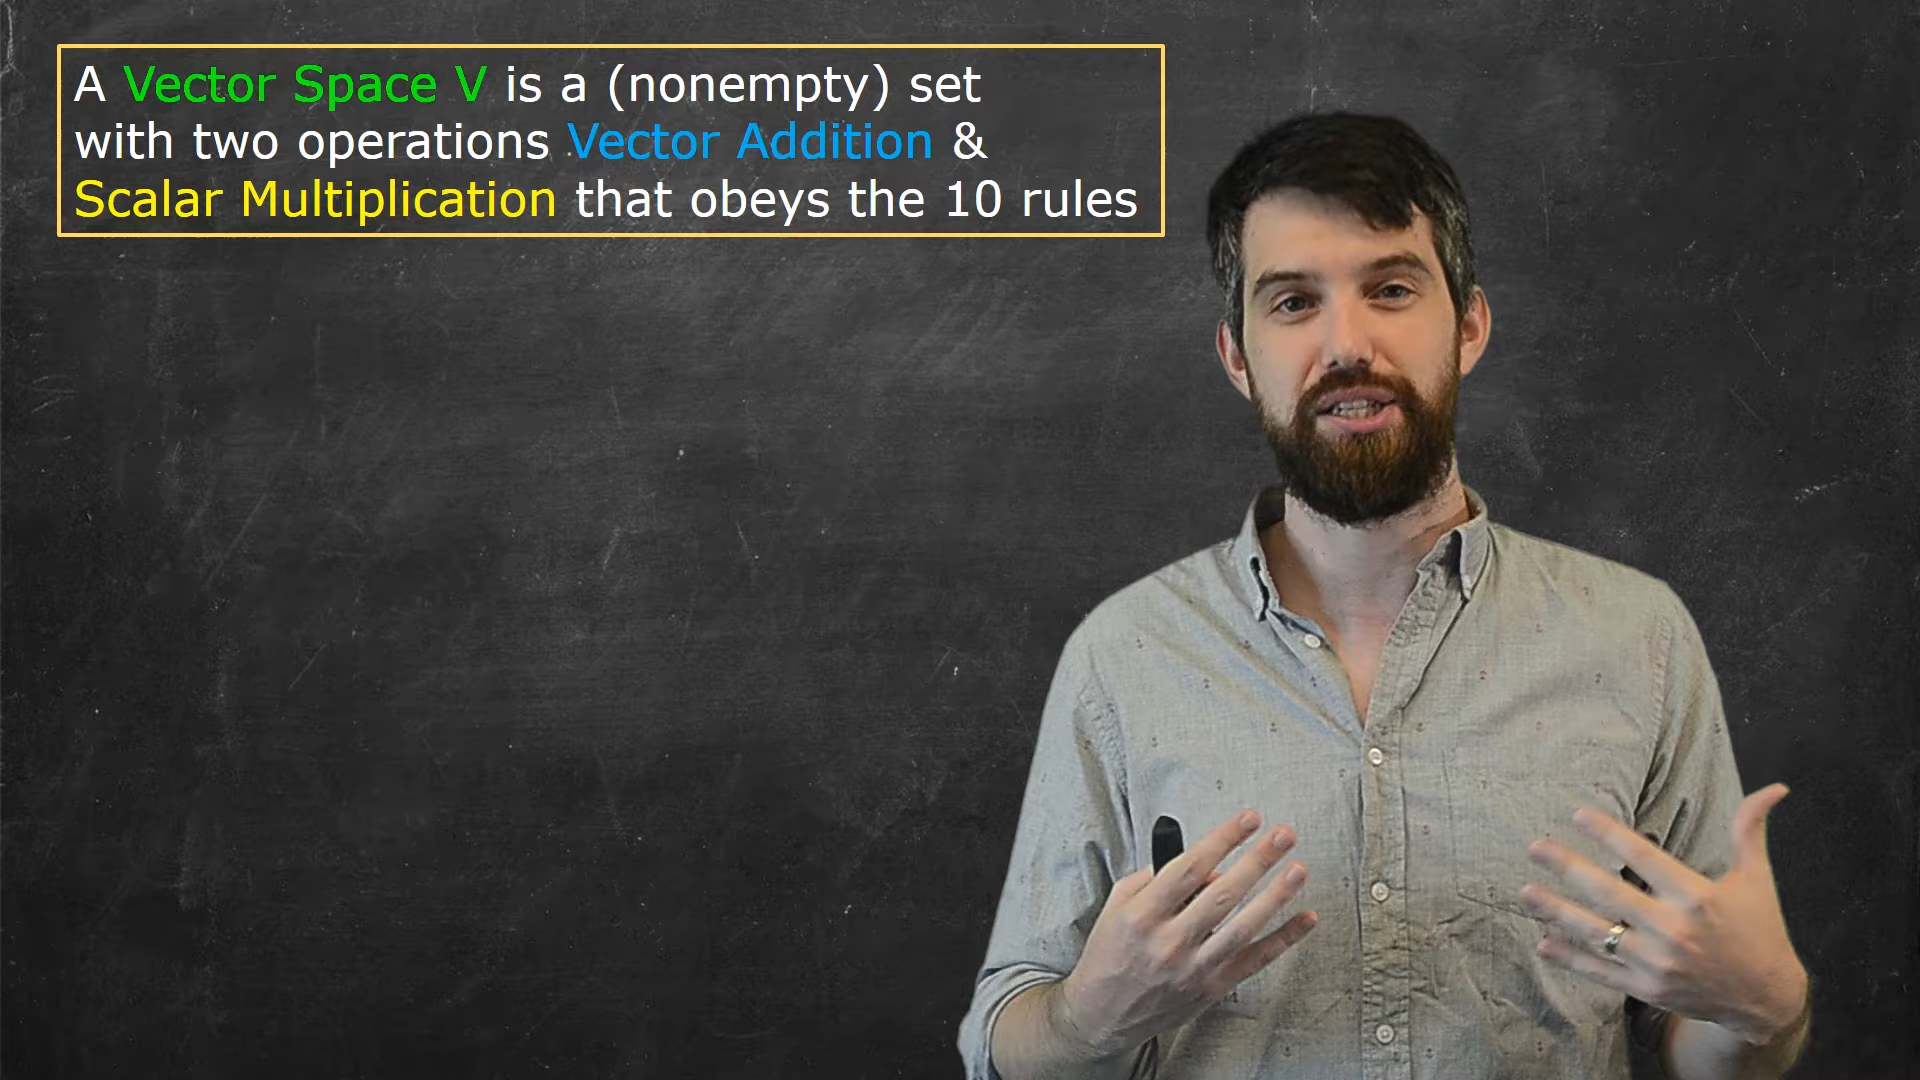 A Vector Space V is a (nonempty) set
with two operations Vector Addition &
Scalar Multiplication that obeys the 10 rules